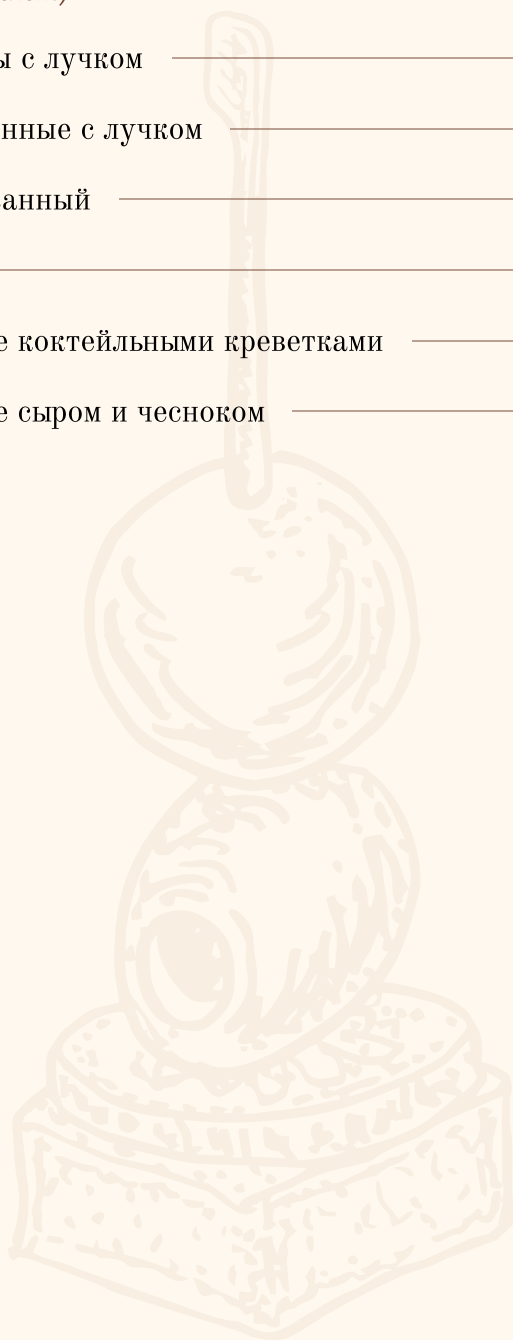 ы с лучком
нные с лучком
анный
е коктейльными креветками
е сыром и чесноком